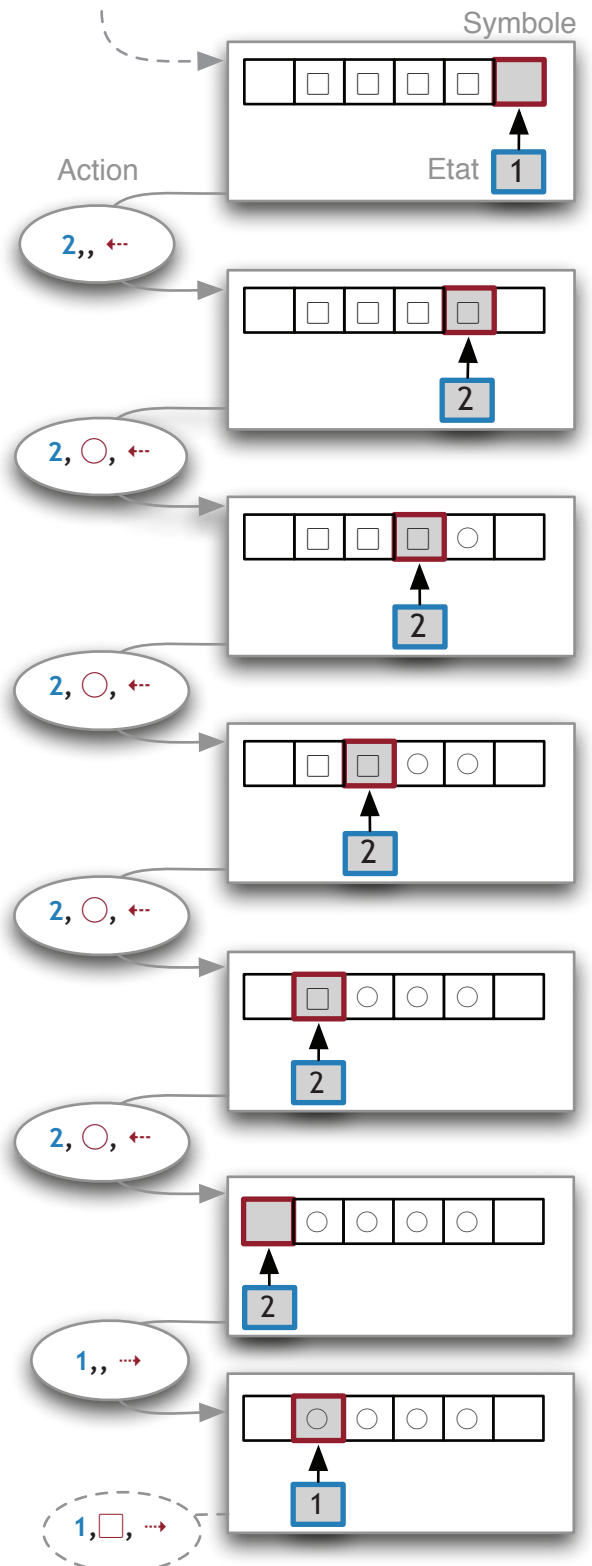 Symbole
Action
Etat 1
2,, ⇠
2
2, ○, ⇠
2
2, ○, ⇠
2
2, ○, ⇠
2
2, ○, ⇠
2
1,, ⇢
1
1,□, ⇢